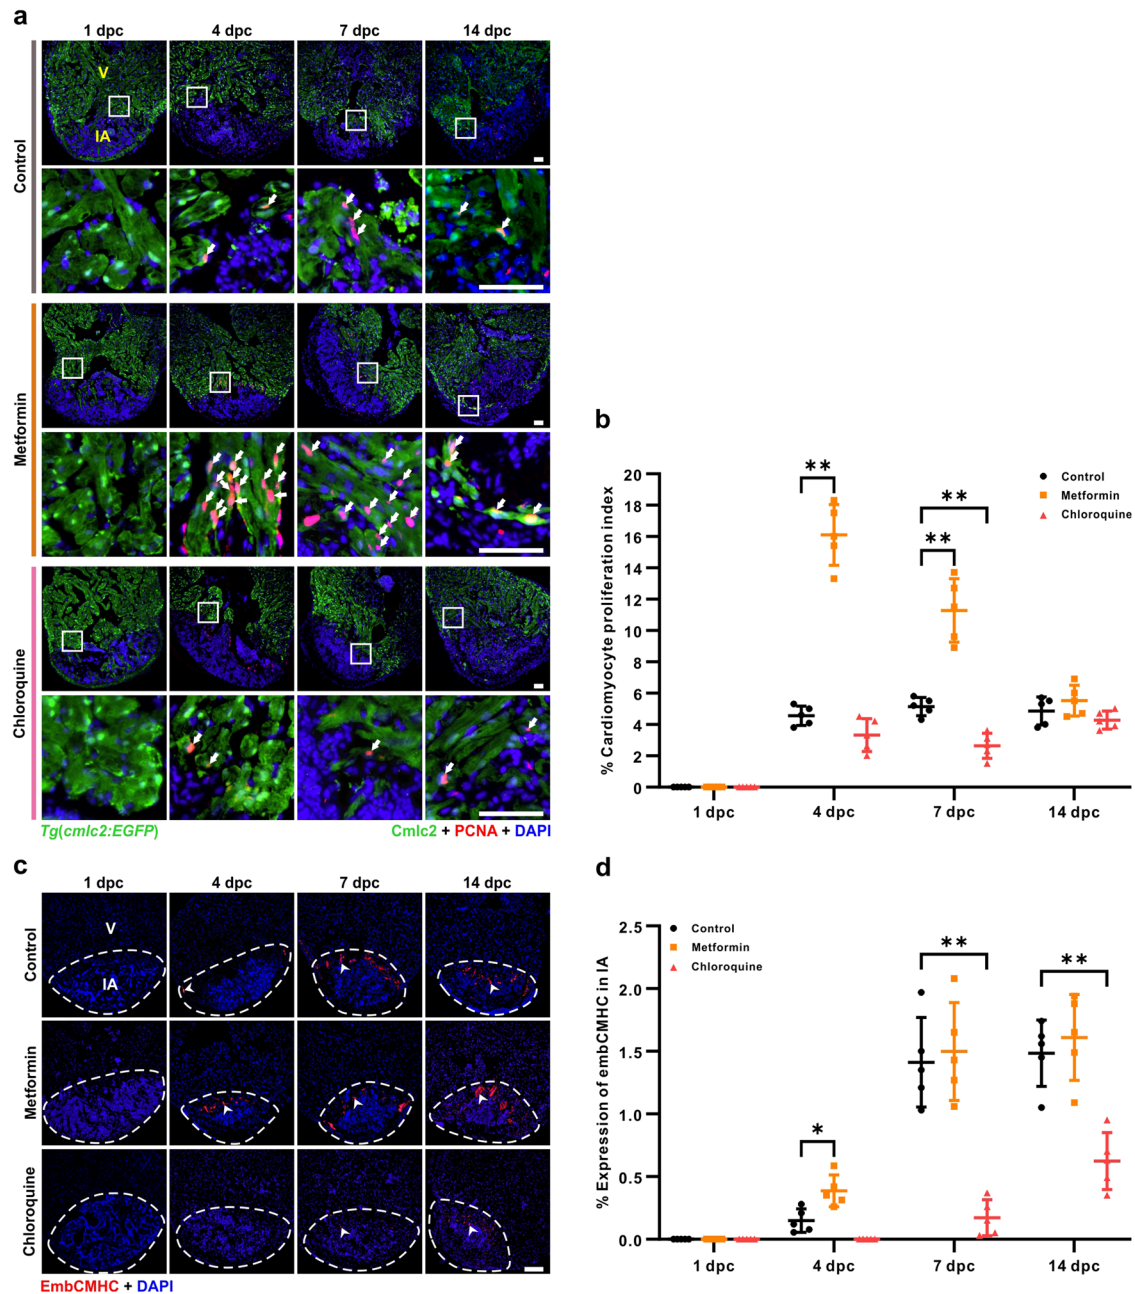 a
1 dpc 4 dpc 7 dpc 14 dpc
Control
V
IA
Metformin
Chloroquine
Tg(cmlc2:EGFP) Cmlc2 + PCNA + DAPI
b
% Cardiomyocyte proliferation index
20
18
16
14
12
10
8
6
4
2
0
** ** **
Control
Metformin
Chloroquine
1 dpc 4 dpc 7 dpc 14 dpc
c
1 dpc 4 dpc 7 dpc 14 dpc
Control
V
IA
Metformin
Chloroquine
EmbCMHC + DAPI
d
% Expression of embCMHC in IA
2.5
2.0
1.5
1.0
0.5
0.0
* ** **
Control
Metformin
Chloroquine
1 dpc 4 dpc 7 dpc 14 dpc